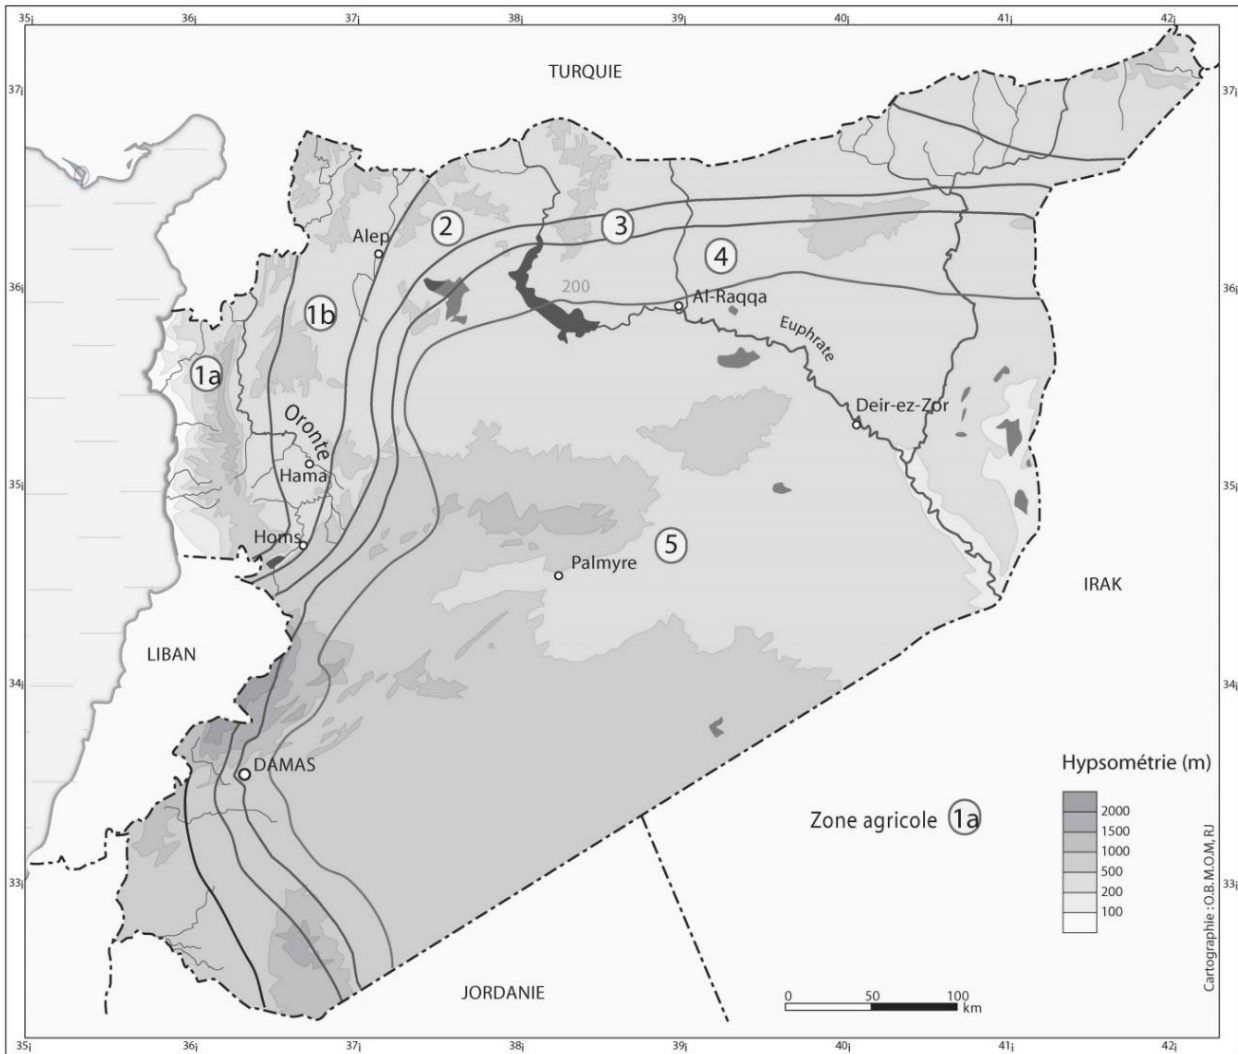 35¡ 36¡ 37¡ 38¡ 39¡ 40¡ 41¡ 42¡
TURQUIE
37¡ 37¡
2
3
Alep
4
200
36¡ 36¡
Al-Raqqa
1b
Euphrate
1a
Deir-ez-Zor
Oronte
Hama
35¡ 35¡
Homs
5
Palmyre
IRAK
LIBAN
34¡ 34¡
DAMAS
Hypsométrie (m)
2000
1500
1000
500
200
100
Zone agricole 1a
33¡ 33¡
Cartographie : O.B.M.O.M, RJ
JORDANIE
0 50 100
km
35¡ 36¡ 37¡ 38¡ 39¡ 40¡ 41¡ 42¡